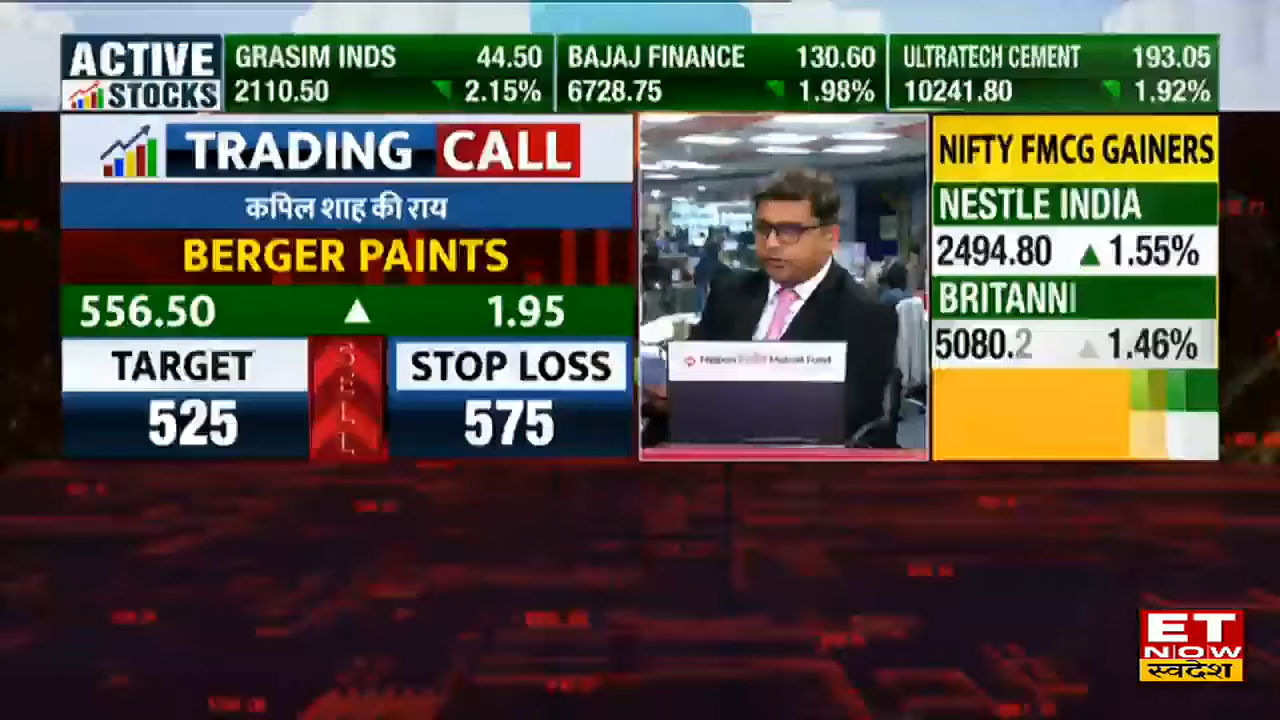 ACTIVE
STOCKS
GRASIM INDS 44.50
2110.50 2.15%
BAJAJ FINANCE 130.60
6728.75 1.98%
ULTRATECH CEMENT 193.05
10241.80 1.92%
TRADING CALL
कपिल शाह की राय
BERGER PAINTS
556.50 1.95
TARGET
525
SELL
STOP LOSS
575
Mutual Fund
NIFTY FMCG GAINERS
NESTLE INDIA
2494.80 1.55%
BRITANNI
5080.2 1.46%
ET
NOW
स्वदेश